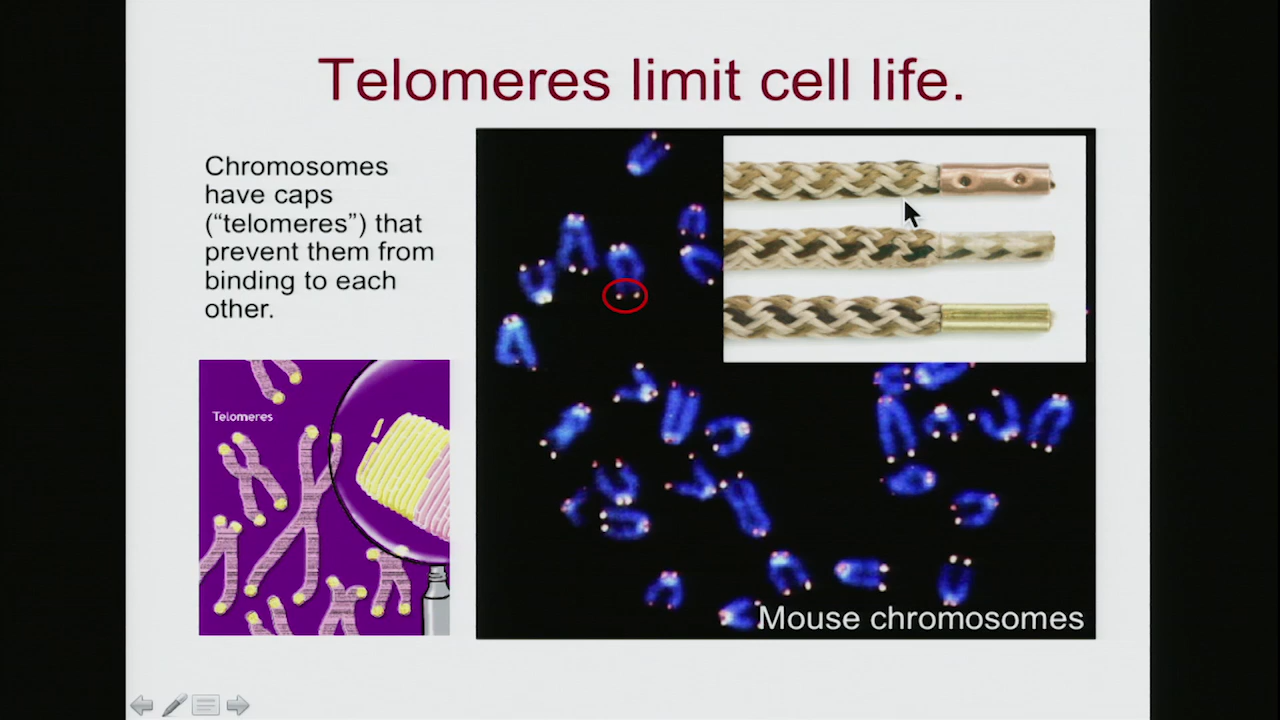 Telomeres limit cell life.
Chromosomes
have caps
(“telomeres”) that
prevent them from
binding to each
other.
Telomeres
Mouse chromosomes